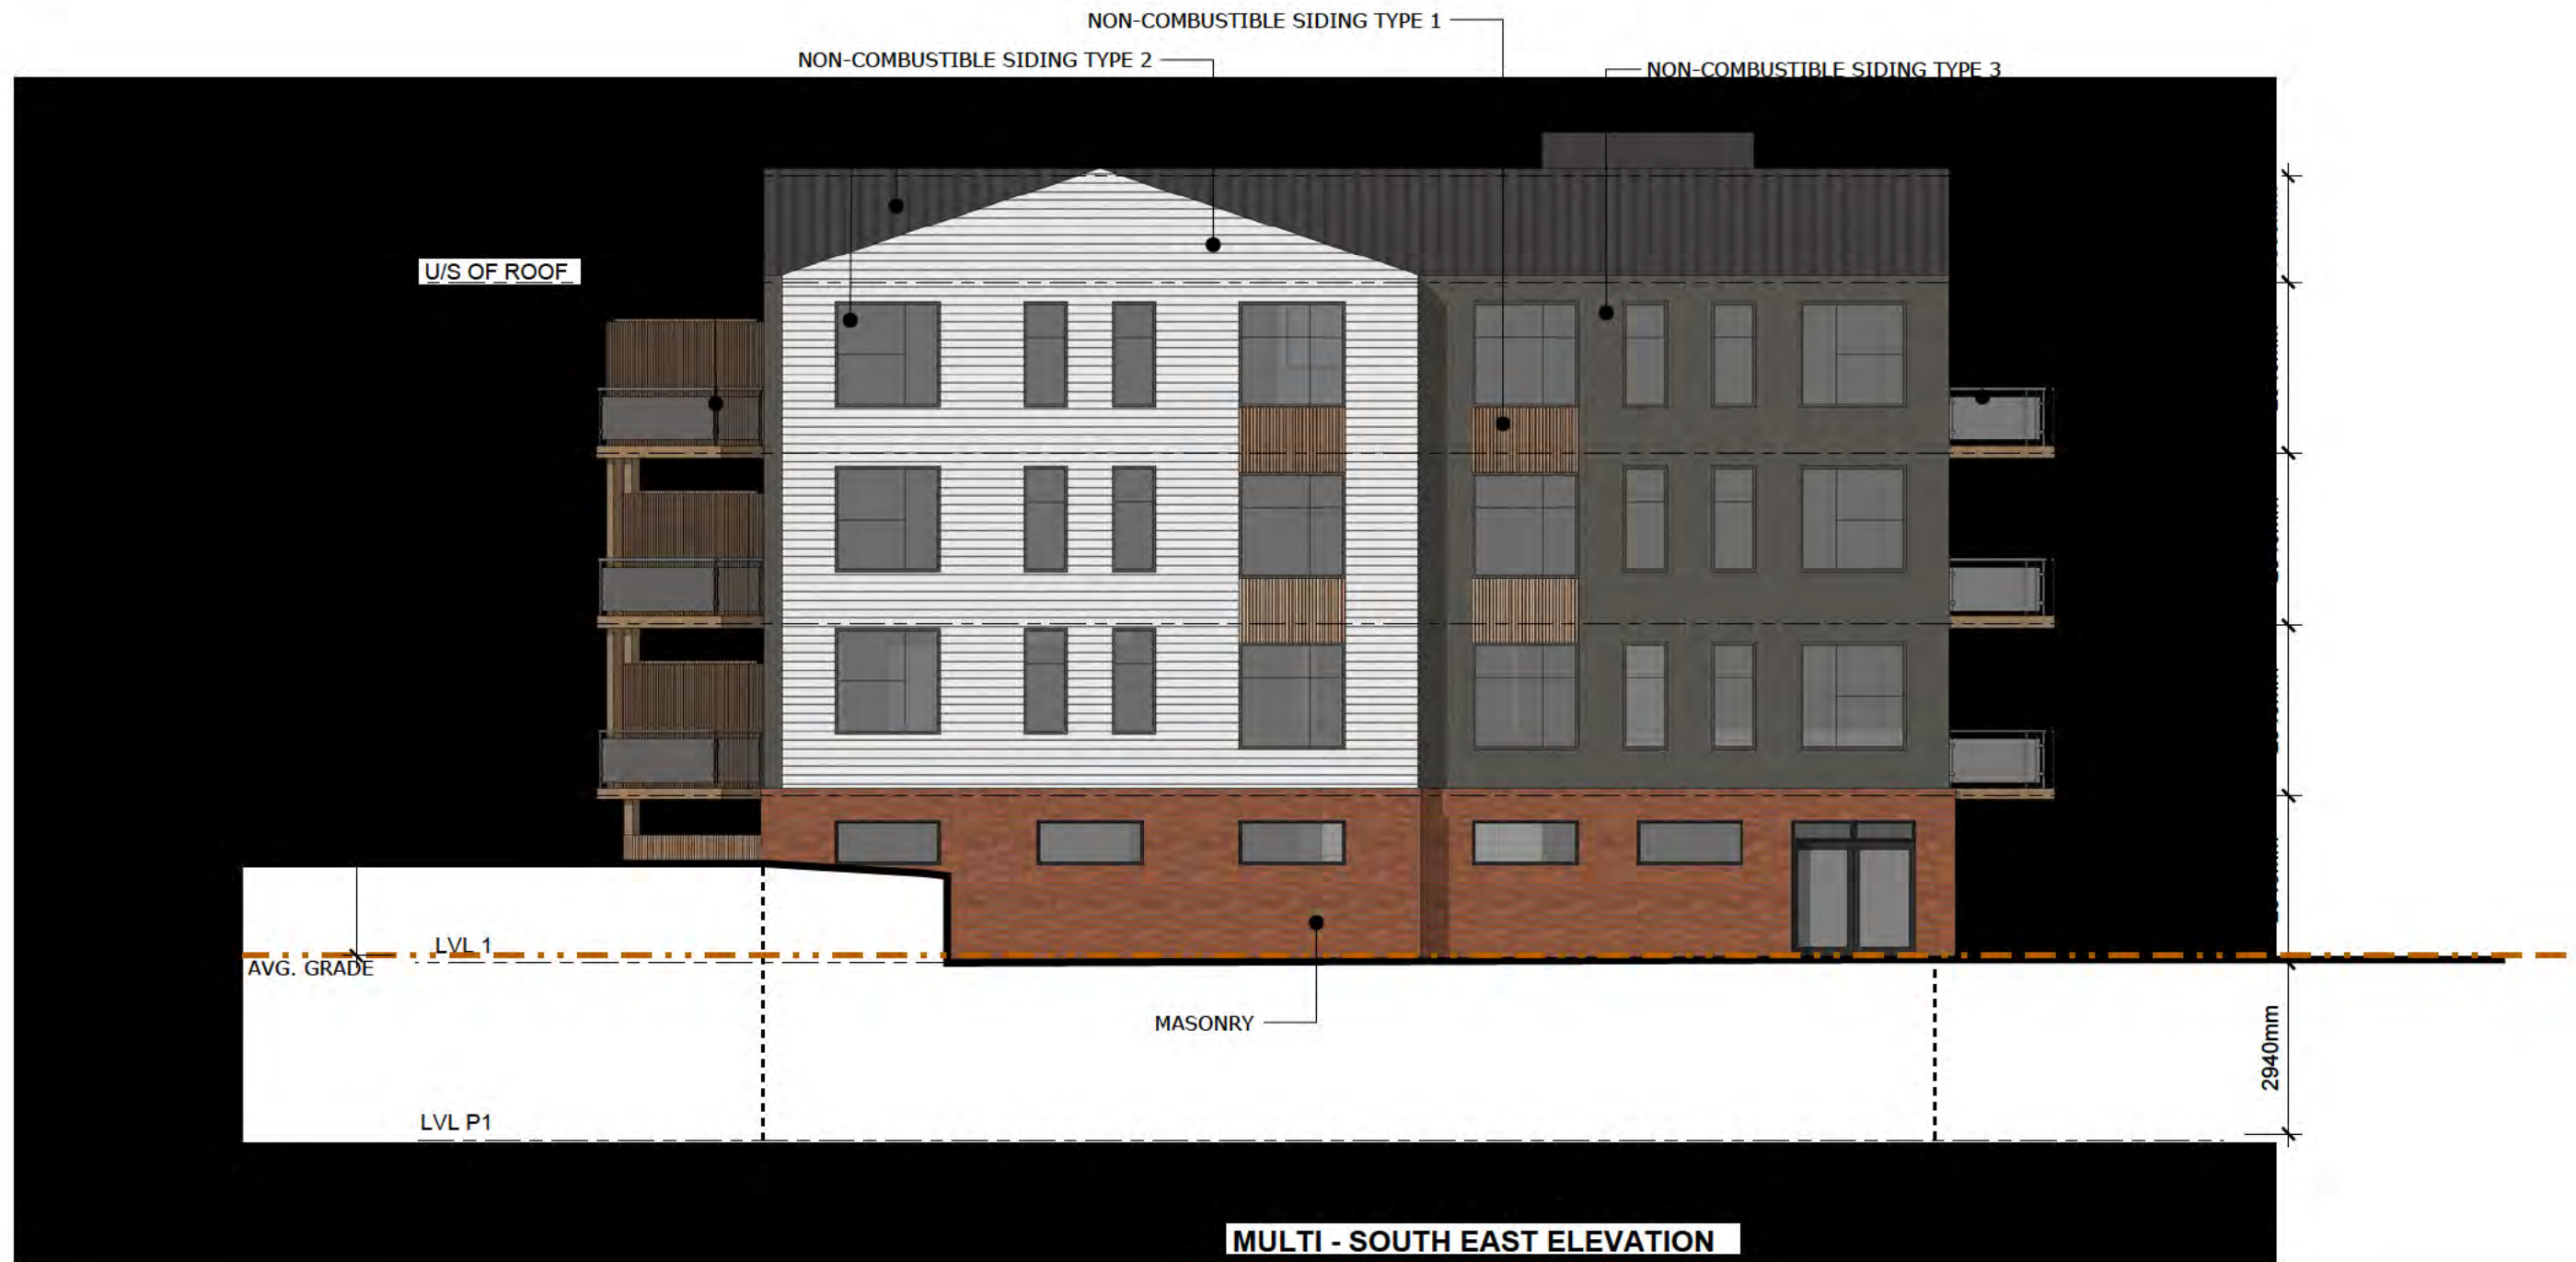 NON-COMBUSTIBLE SIDING TYPE 1
NON-COMBUSTIBLE SIDING TYPE 2
NON-COMBUSTIBLE SIDING TYPE 3
U/S OF ROOF
LVL 1
AVG. GRADE
MASONRY
2940mm
LVL P1
MULTI - SOUTH EAST ELEVATION